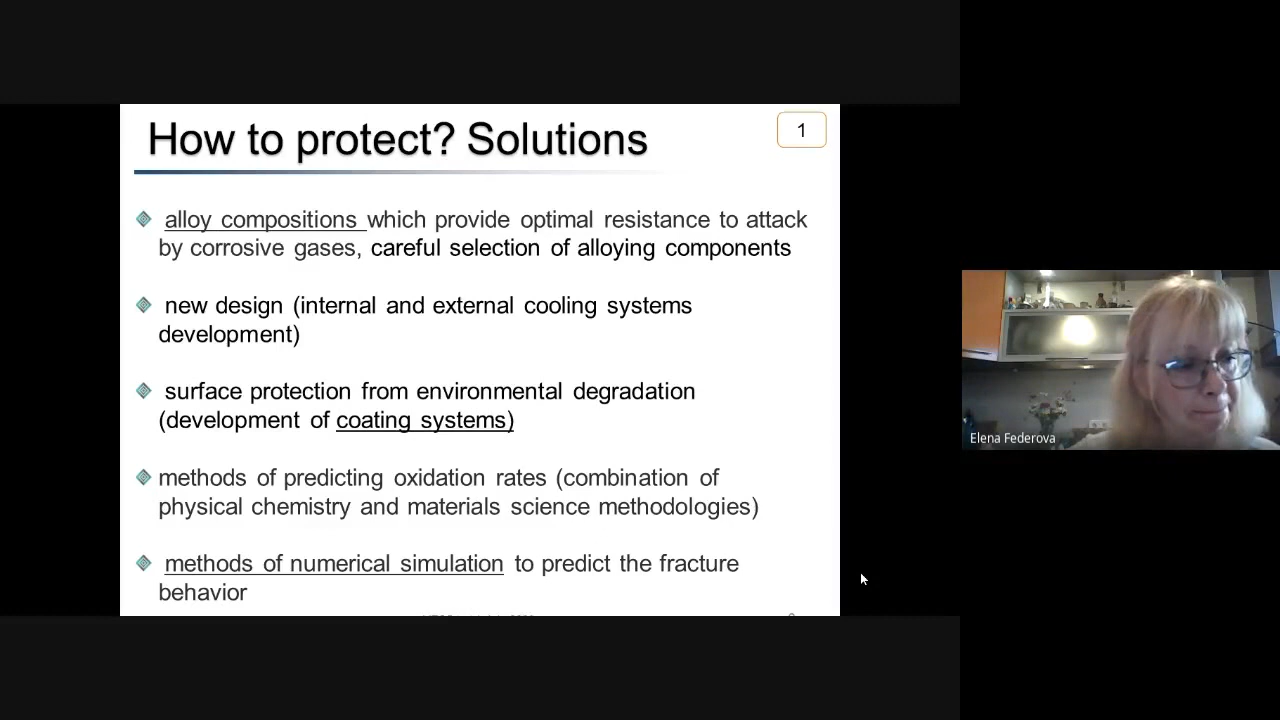 How to protect? Solutions
1
alloy compositions which provide optimal resistance to attack
by corrosive gases, careful selection of alloying components
new design (internal and external cooling systems
development)
surface protection from environmental degradation
(development of coating systems)
methods of predicting oxidation rates (combination of
physical chemistry and materials science methodologies)
methods of numerical simulation to predict the fracture
behavior
Elena Federova